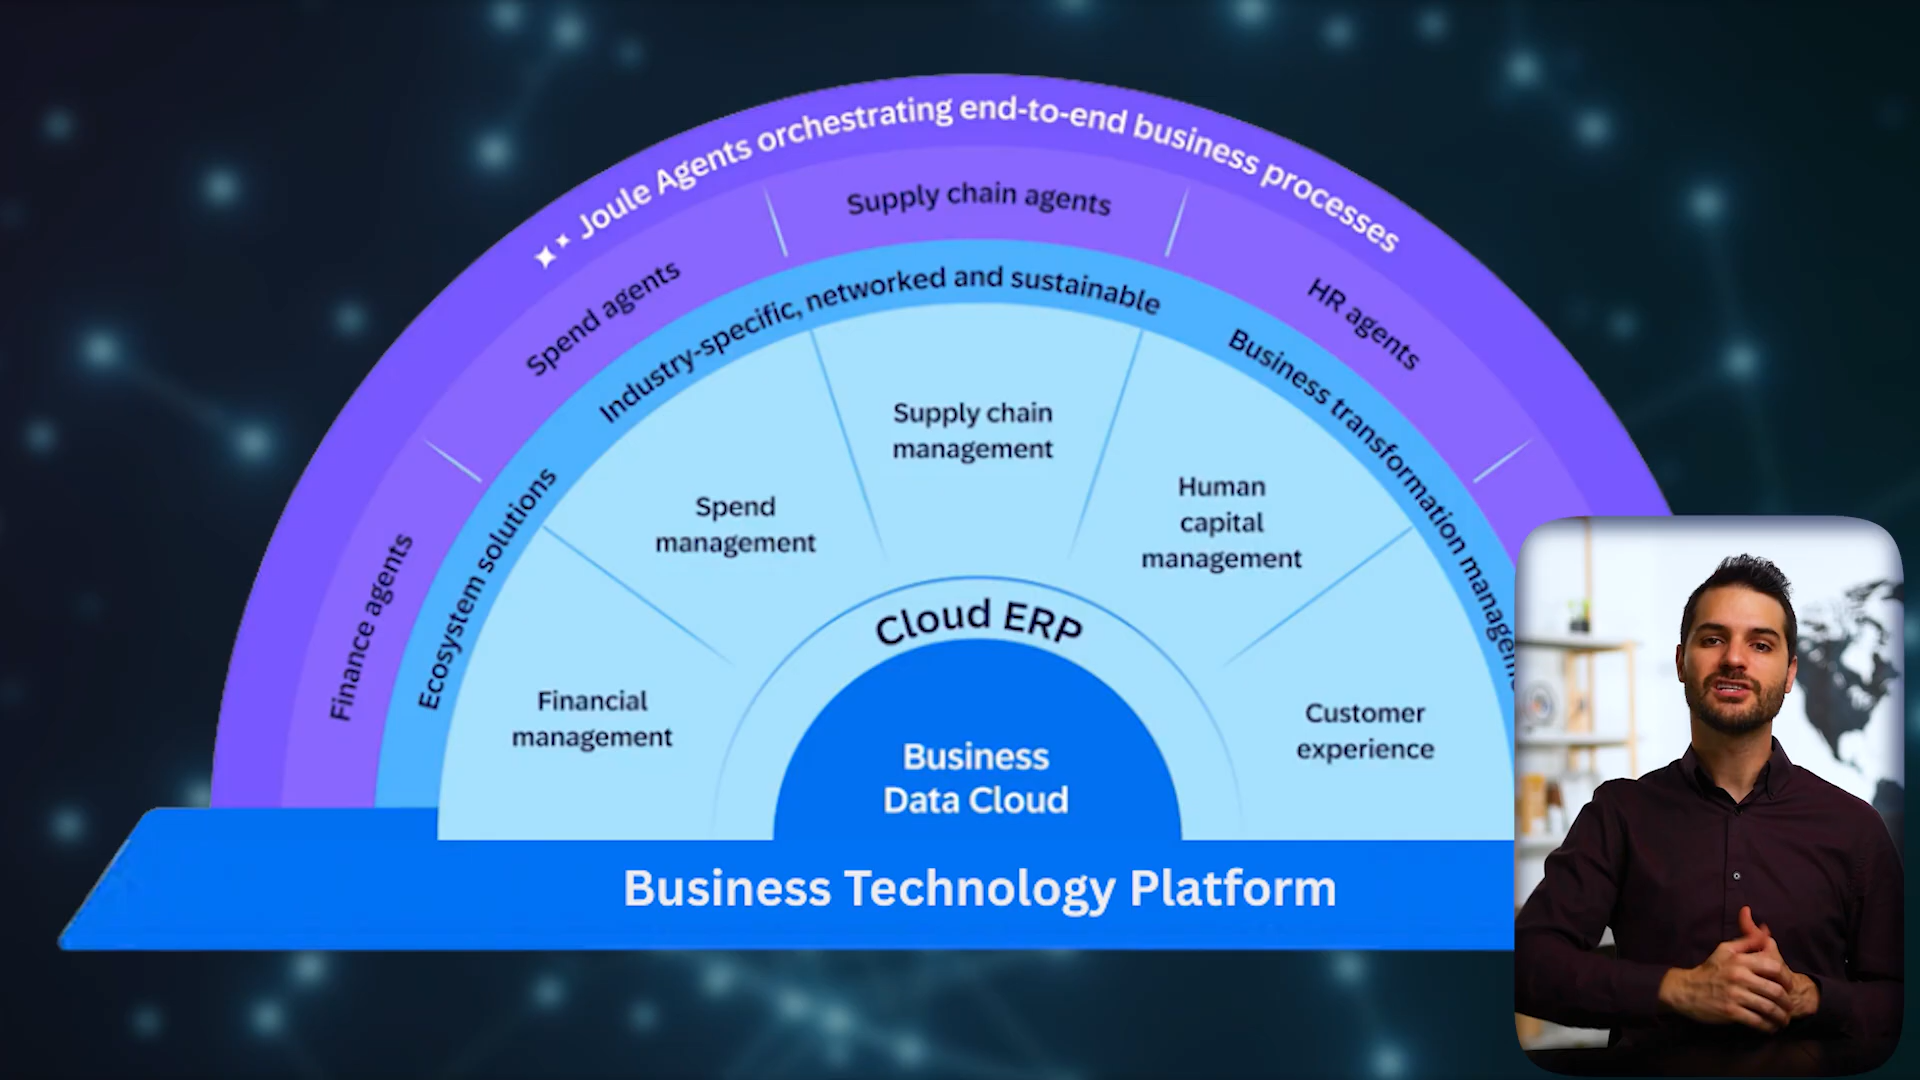 Joule Agents orchestrating end-to-end business processes
Finance agents
Spend agents
Supply chain agents
HR agents
Ecosystem solutions
Industry-specific, networked and sustainable
Business transformation
Financial
management
Spend
management
Supply chain
management
Human
capital
management
Customer
experience
Cloud ERP
Business
Data Cloud
Business Technology Platform